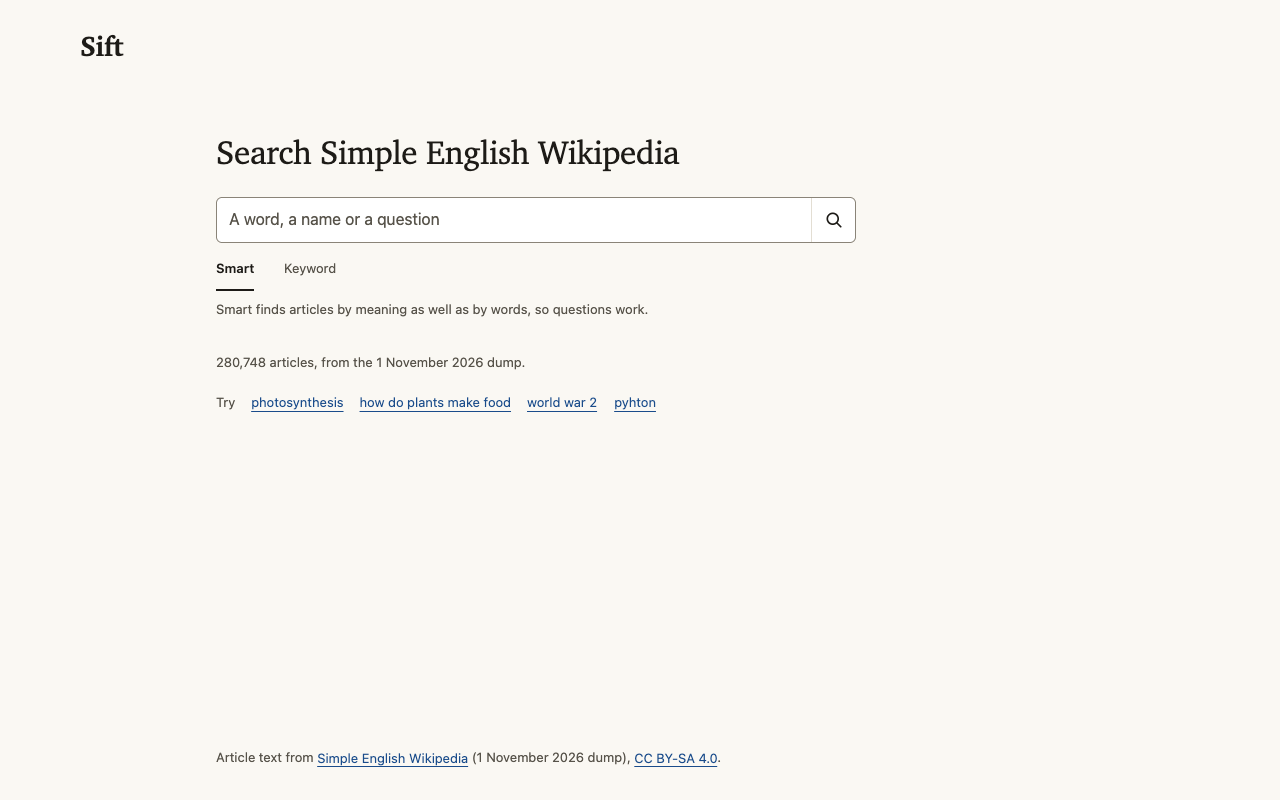 Sift
Search Simple English Wikipedia
A word, a name or a question
Smart Keyword
Smart finds articles by meaning as well as by words, so questions work.
280,748 articles, from the 1 November 2026 dump.
Try photosynthesis how do plants make food world war 2 pyhton
Article text from Simple English Wikipedia (1 November 2026 dump), CC BY-SA 4.0.